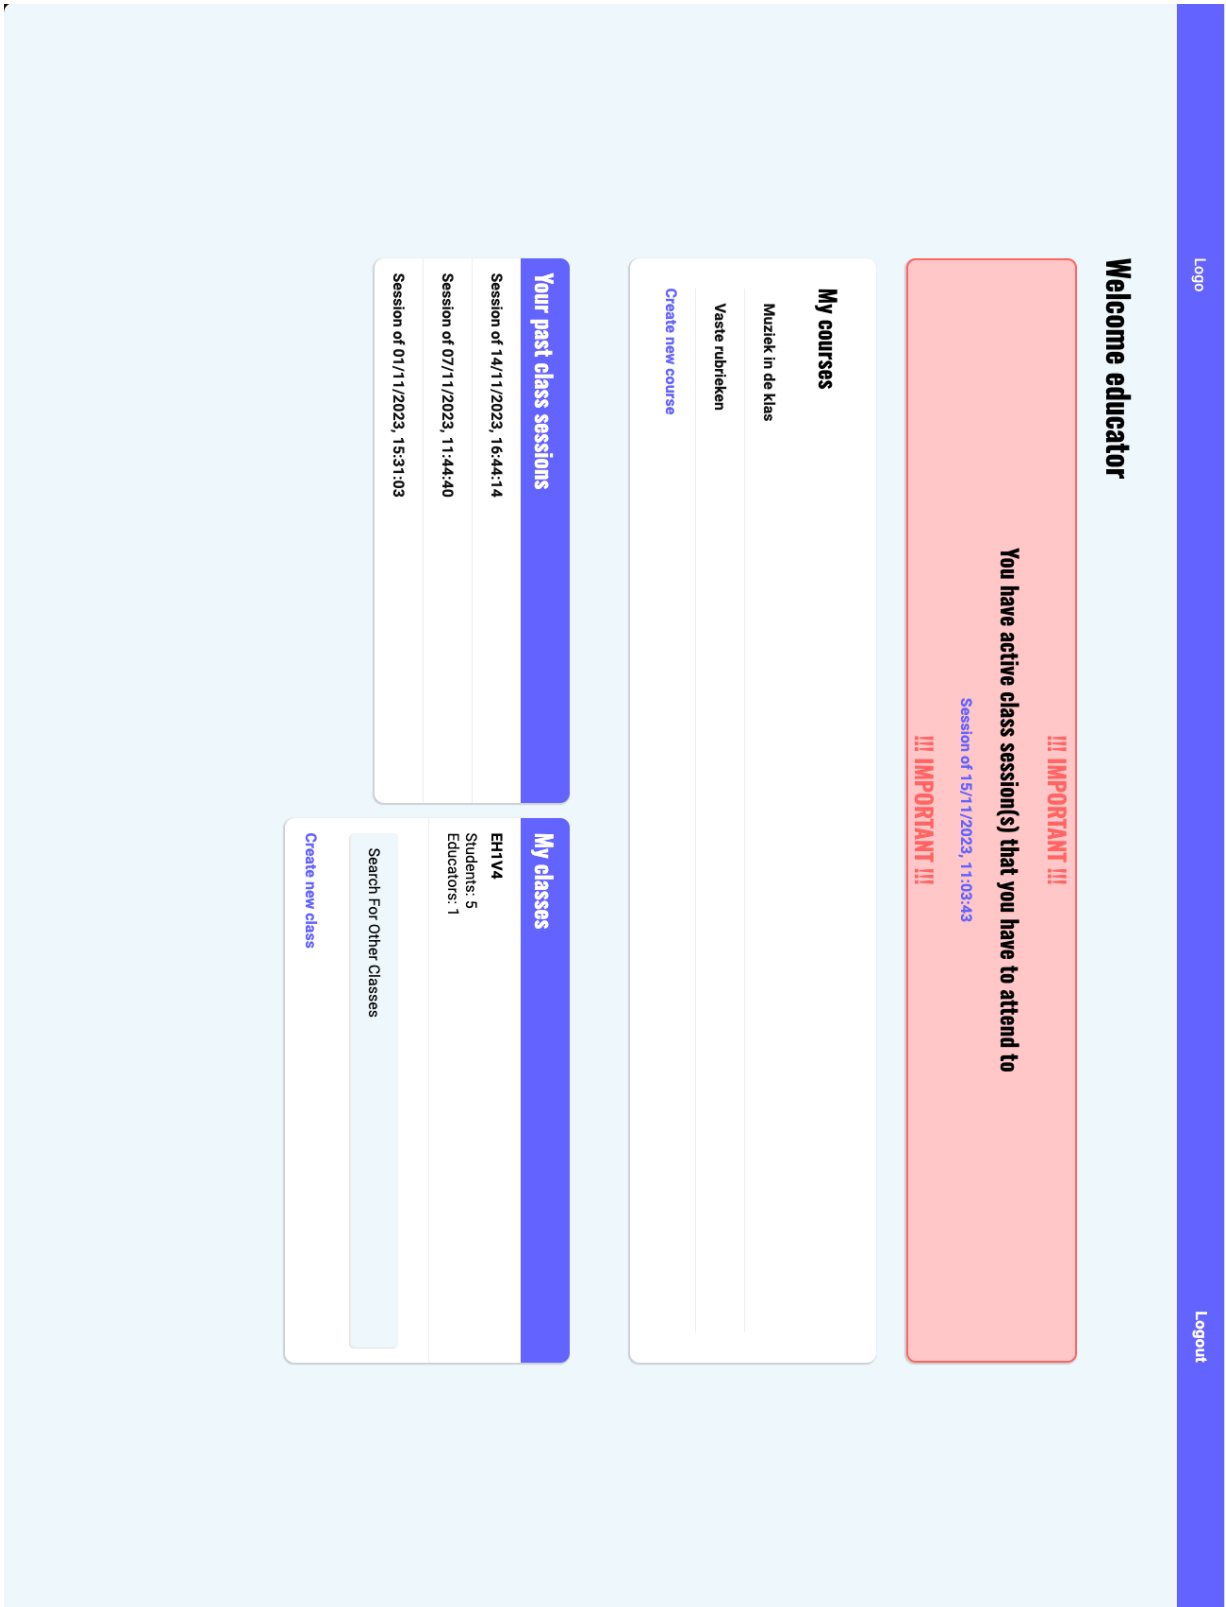 Logo
Logout
Welcome educator
!!! IMPORTANT !!!
You have active class session(s) that you have to attend to
Session of 15/11/2023, 11:03:43
!!! IMPORTANT !!!
My courses
Muziek in de klas
Vaste rubrieken
Create new course
Your past class sessions
Session of 14/11/2023, 16:44:14
Session of 07/11/2023, 11:44:40
Session of 01/11/2023, 15:31:03
My classes
EH1V4
Students: 5
Educators: 1
Search For Other Classes
Create new class